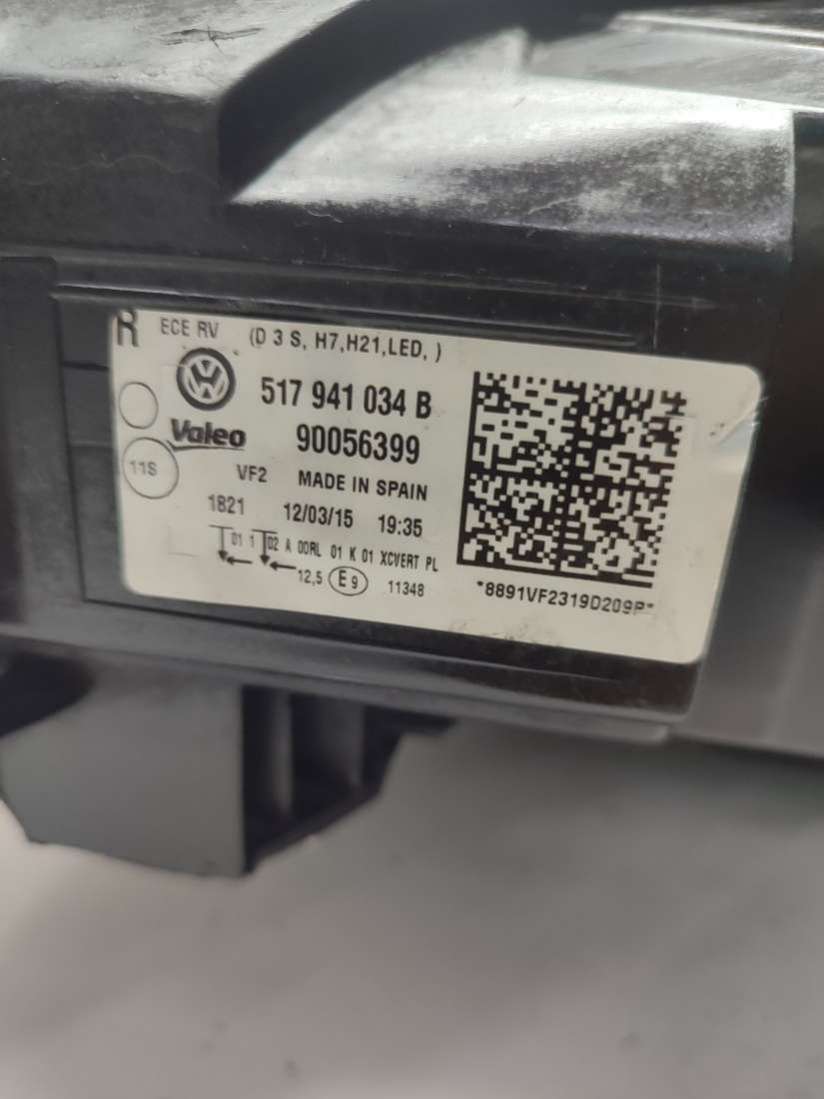 R ECE RV (D 3 S, H7,H21,LED, )
517 941 034 B
Valeo 90056399
11S VF2 MADE IN SPAIN
1821 12/03/15 19:35
01 1 02 A 00RL 01 K 01 XCVERT PL
12,5 E9 11348
*8891VF2319D209P*